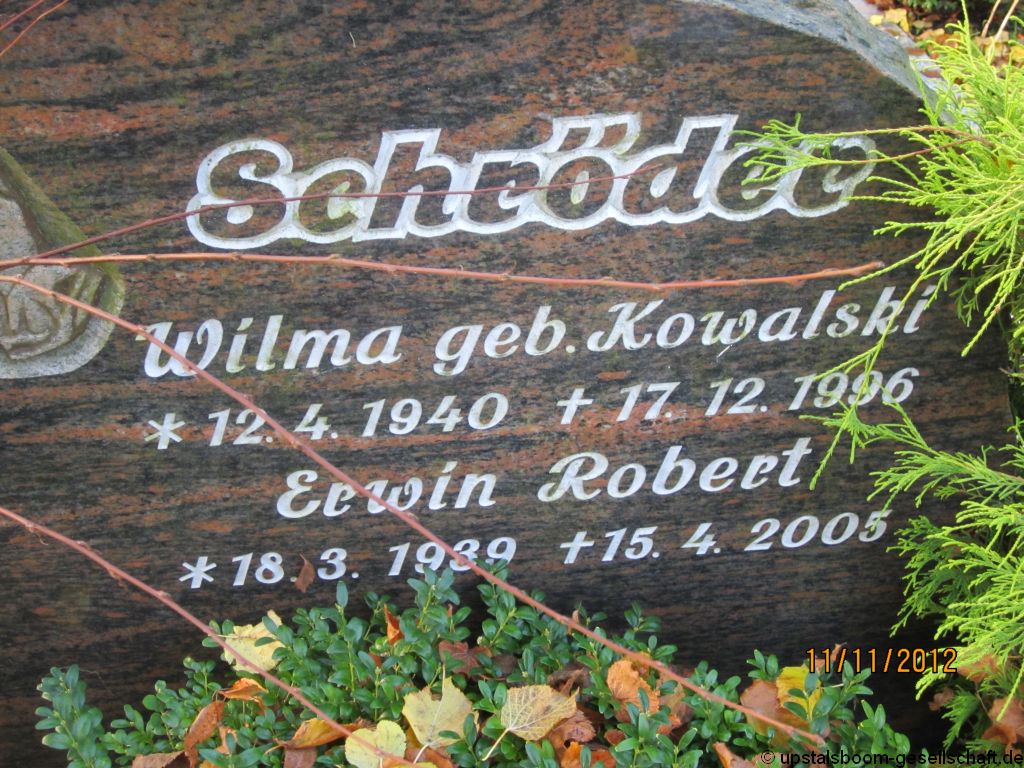 Schröder
Wilma geb. Kowalski
* 12. 4. 1940 + 17. 12. 1996
Erwin Robert
* 18. 3. 1939 + 15. 4. 2005
11/11/2012
© upstalsboom-gesellschaft.de